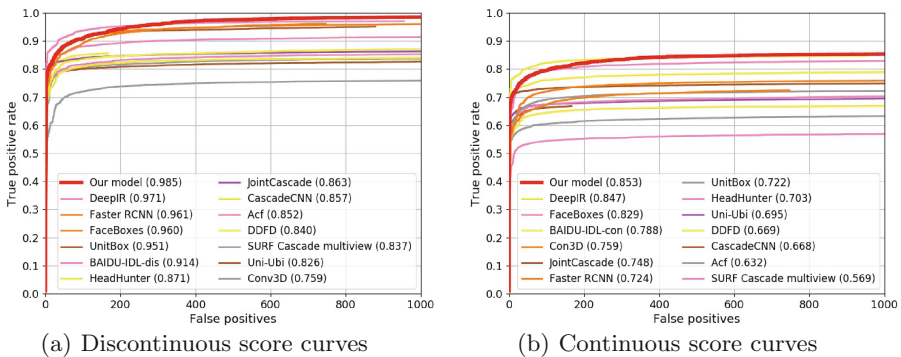 1.0
0.9
0.8
0.7
0.6
0.5
0.4
0.3
0.2
0.1
0.0
True positive rate
Our model (0.985)
DeepIR (0.971)
Faster RCNN (0.961)
FaceBoxes (0.960)
UnitBox (0.951)
BAIDU-IDL-dis (0.914)
HeadHunter (0.871)
JointCascade (0.863)
CascadeCNN (0.857)
Acf (0.852)
DDFD (0.840)
SURF Cascade multiview (0.837)
Uni-Ubi (0.826)
Conv3D (0.759)
0 200 400 600 800 1000
False positives
(a) Discontinuous score curves
1.0
0.9
0.8
0.7
0.6
0.5
0.4
0.3
0.2
0.1
0.0
True positive rate
Our model (0.853)
DeepIR (0.847)
FaceBoxes (0.829)
BAIDU-IDL-con (0.788)
Con3D (0.759)
JointCascade (0.748)
Faster RCNN (0.724)
UnitBox (0.722)
HeadHunter (0.703)
Uni-Ubi (0.695)
DDFD (0.669)
CascadeCNN (0.668)
Acf (0.632)
SURF Cascade multiview (0.569)
0 200 400 600 800 1000
False positives
(b) Continuous score curves